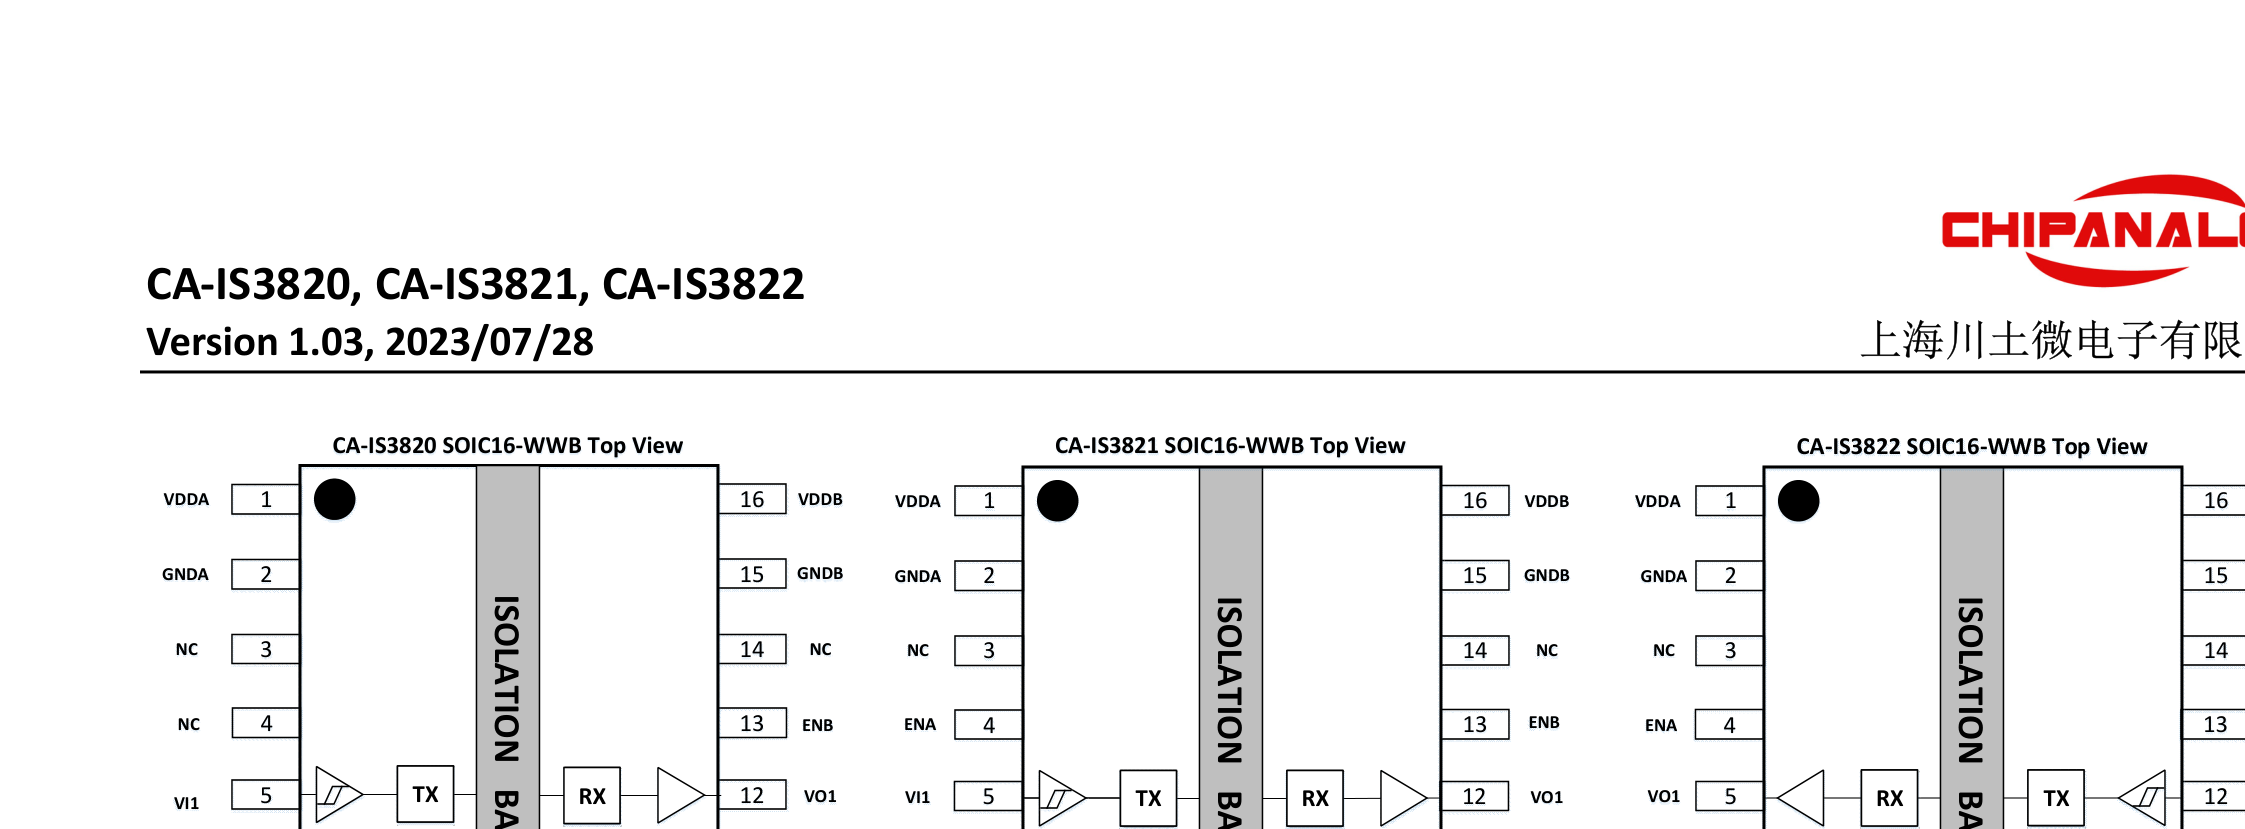 CHIPANAL
CA-IS3820, CA-IS3821, CA-IS3822
Version 1.03, 2023/07/28
上海川土微电子有限
CA-IS3820 SOIC16-WWB Top View
VDDA 1 16 VDDB
GNDA 2 15 GNDB
NC 3 14 NC
NC 4 13 ENB
VI1 5 TX RX 12 VO1
ISOLATION BA
CA-IS3821 SOIC16-WWB Top View
VDDA 1 16 VDDB
GNDA 2 15 GNDB
NC 3 14 NC
ENA 4 13 ENB
VI1 5 TX RX 12 VO1
ISOLATION BA
CA-IS3822 SOIC16-WWB Top View
VDDA 1 16
GNDA 2 15
NC 3 14
ENA 4 13
VO1 5 RX TX 12
ISOLATION BA